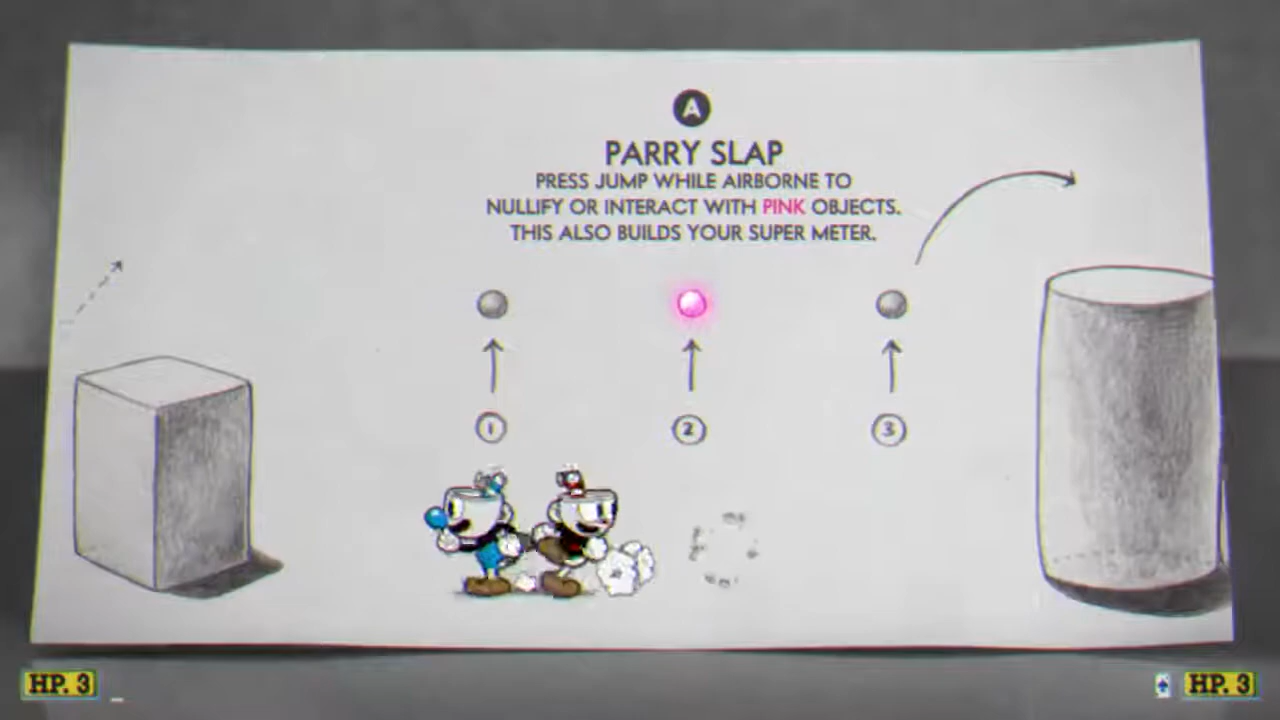 A
PARRY SLAP
PRESS JUMP WHILE AIRBORNE TO
NULLIFY OR INTERACT WITH PINK OBJECTS.
THIS ALSO BUILDS YOUR SUPER METER.
1 2 3
HP. 3 HP. 3